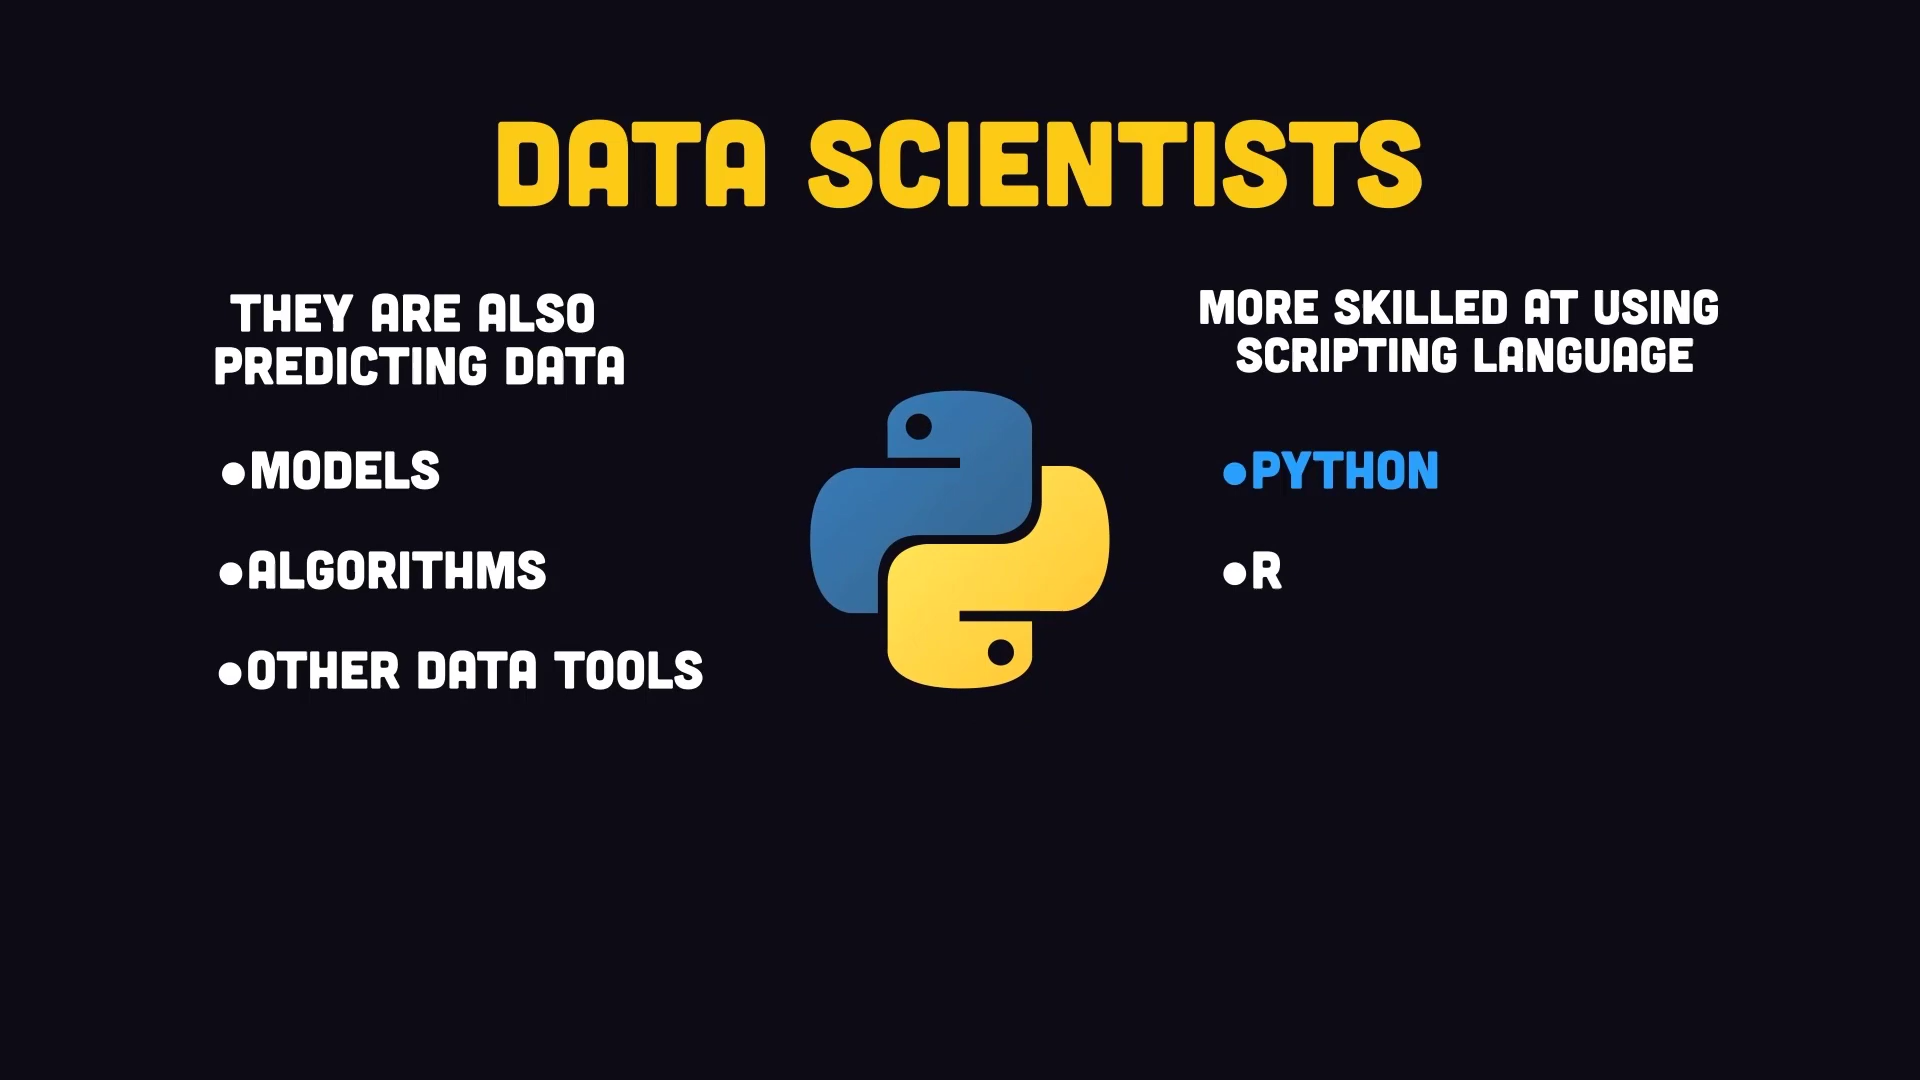 DATA SCIENTISTS
THEY ARE ALSO
PREDICTING DATA
•MODELS
•ALGORITHMS
•OTHER DATA TOOLS
MORE SKILLED AT USING
SCRIPTING LANGUAGE
•PYTHON
•R